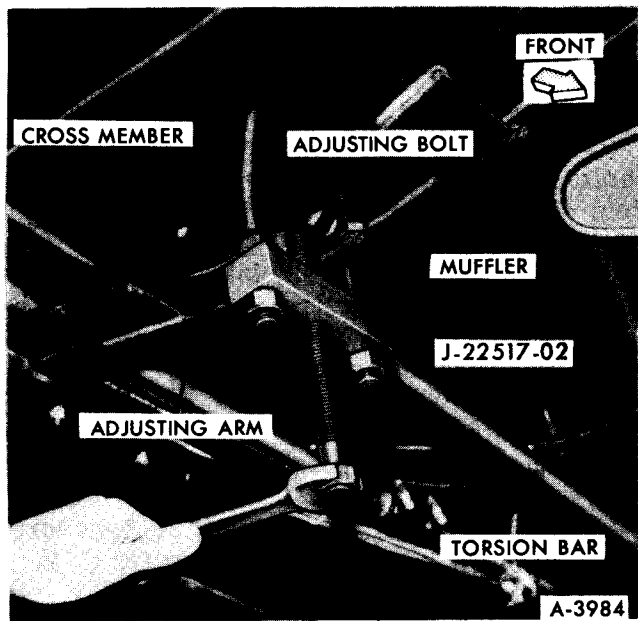 FRONT
CROSS MEMBER
ADJUSTING BOLT
MUFFLER
J-22517-02
ADJUSTING ARM
TORSION BAR
A-3984